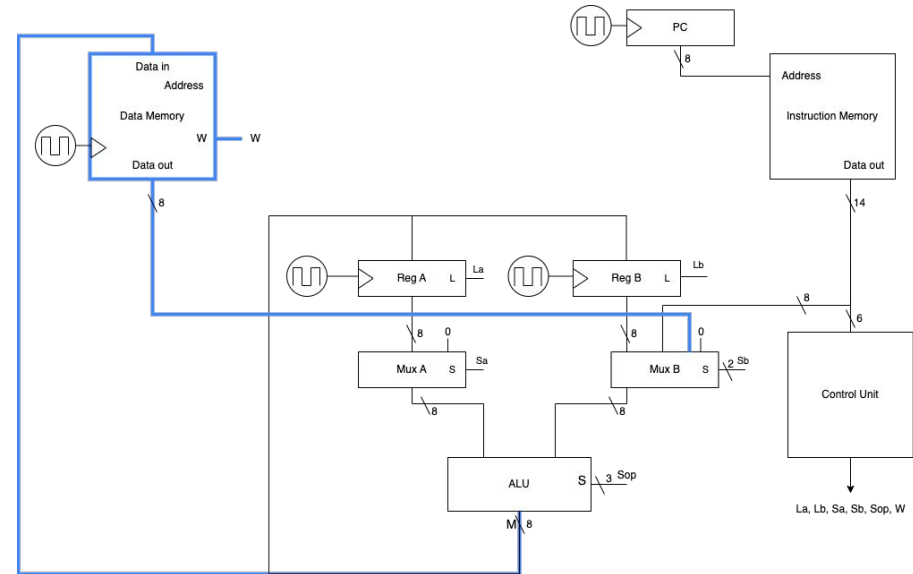 PC
8
Data in
Address
Data Memory
W
W
Data out
8
Address
Instruction Memory
Data out
14
Reg A
L
La
Reg B
L
Lb
8
6
8
0
8
0
Mux A
S
Sa
Mux B
S
2
Sb
Control Unit
8
8
ALU
S
3
Sop
M
8
La, Lb, Sa, Sb, Sop, W